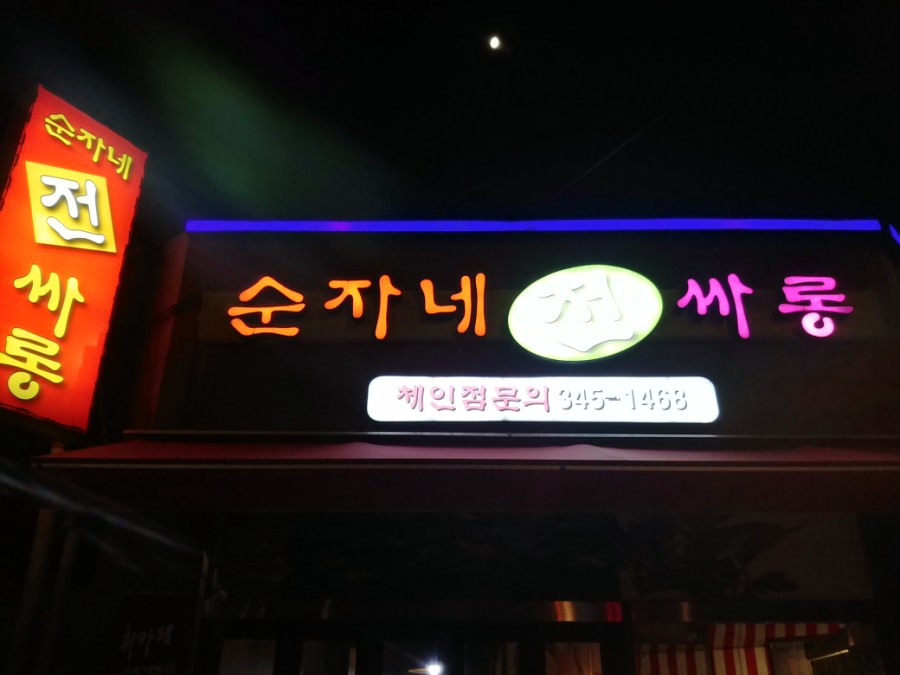 순자네
전
싸롱
순자네 전 싸롱
체인점문의 345-1468